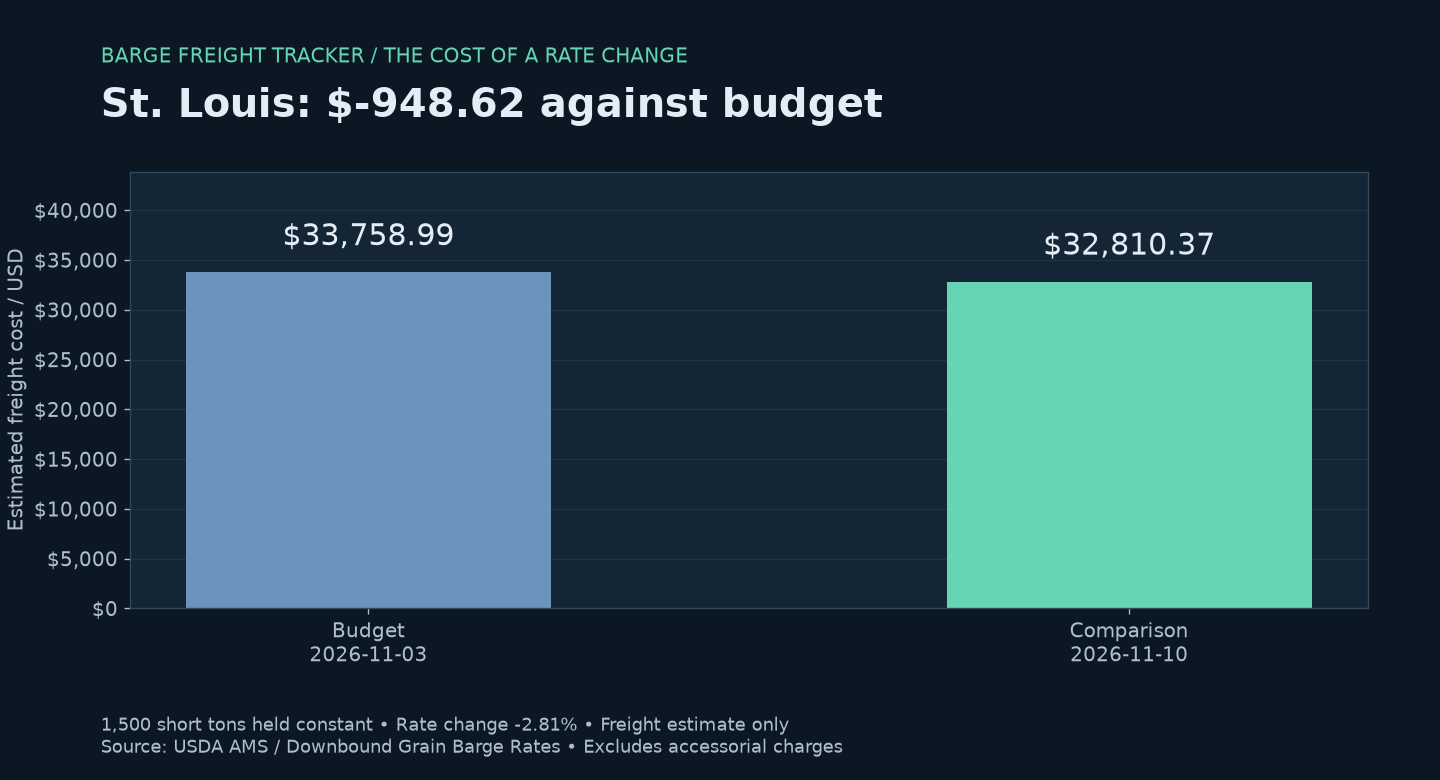 BARGE FREIGHT TRACKER / THE COST OF A RATE CHANGE
St. Louis: $-948.62 against budget
Estimated freight cost / USD
$40,000
$35,000
$30,000
$25,000
$20,000
$15,000
$10,000
$5,000
$0
$33,758.99
$32,810.37
Budget
2026-11-03
Comparison
2026-11-10
1,500 short tons held constant • Rate change -2.81% • Freight estimate only
Source: USDA AMS / Downbound Grain Barge Rates • Excludes accessorial charges